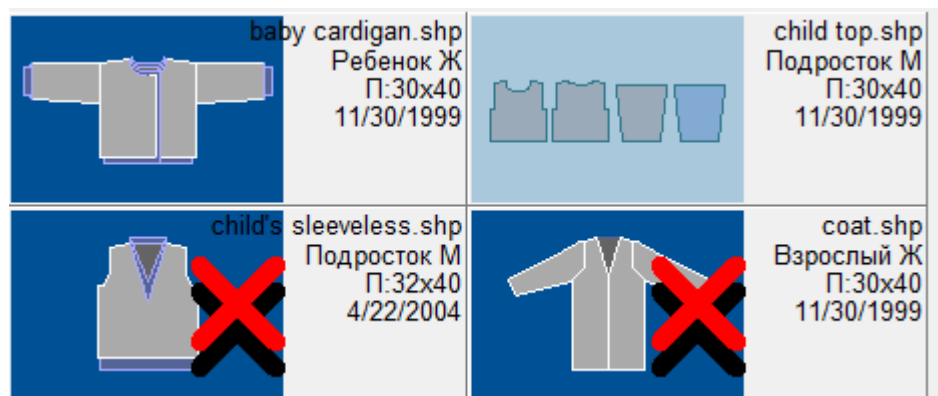 baby cardigan.shp
Ребенок Ж
П:30x40
11/30/1999
child top.shp
Подросток М
П:30x40
11/30/1999
child's sleeveless.shp
Подросток М
П:32x40
4/22/2004
coat.shp
Взрослый Ж
П:30x40
11/30/1999